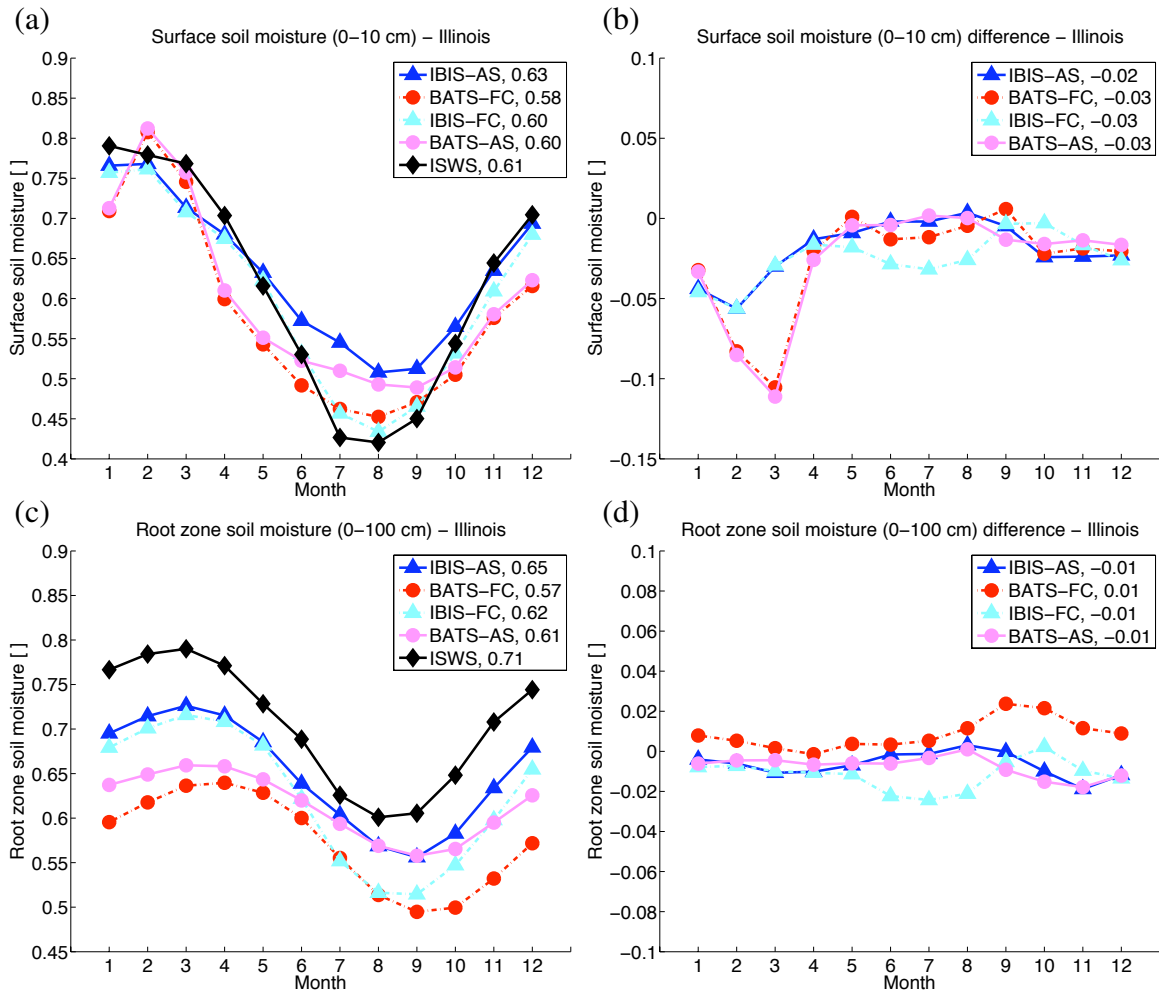 (a)
Surface soil moisture (0–10 cm) – Illinois
0.9
0.85
0.8
0.75
0.7
0.65
0.6
0.55
0.5
0.45
0.4
Surface soil moisture [ ]
IBIS–AS, 0.63
BATS–FC, 0.58
IBIS–FC, 0.60
BATS–AS, 0.60
ISWS, 0.61
1 2 3 4 5 6 7 8 9 10 11 12
Month
(b)
Surface soil moisture (0–10 cm) difference – Illinois
0.1
0.05
0
−0.05
−0.1
−0.15
Surface soil moisture [ ]
IBIS–AS, −0.02
BATS–FC, −0.03
IBIS–FC, −0.03
BATS–AS, −0.03
1 2 3 4 5 6 7 8 9 10 11 12
Month
(c)
Root zone soil moisture (0–100 cm) – Illinois
0.9
0.85
0.8
0.75
0.7
0.65
0.6
0.55
0.5
0.45
Root zone soil moisture [ ]
IBIS–AS, 0.65
BATS–FC, 0.57
IBIS–FC, 0.62
BATS–AS, 0.61
ISWS, 0.71
1 2 3 4 5 6 7 8 9 10 11 12
Month
(d)
Root zone soil moisture (0–100 cm) difference – Illinois
0.1
0.08
0.06
0.04
0.02
0
−0.02
−0.04
−0.06
−0.08
−0.1
Root zone soil moisture [ ]
IBIS–AS, −0.01
BATS–FC, 0.01
IBIS–FC, −0.01
BATS–AS, −0.01
1 2 3 4 5 6 7 8 9 10 11 12
Month